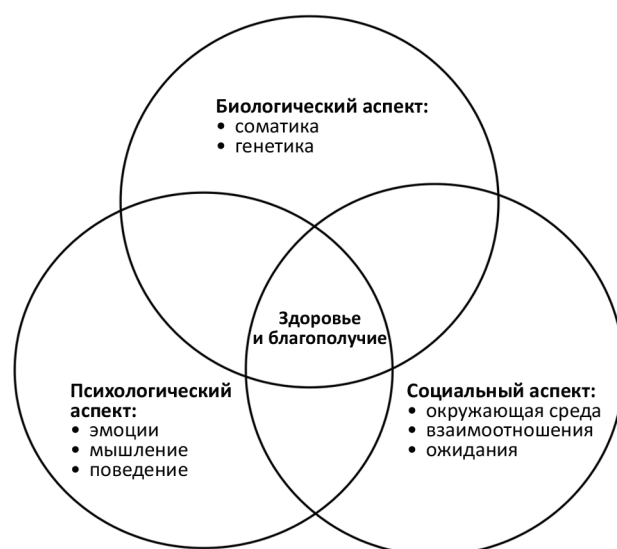 Биологический аспект:
• соматика
• генетика
Здоровье
и благополучие
Психологический
аспект:
• эмоции
• мышление
• поведение
Социальный аспект:
• окружающая среда
• взаимоотношения
• ожидания